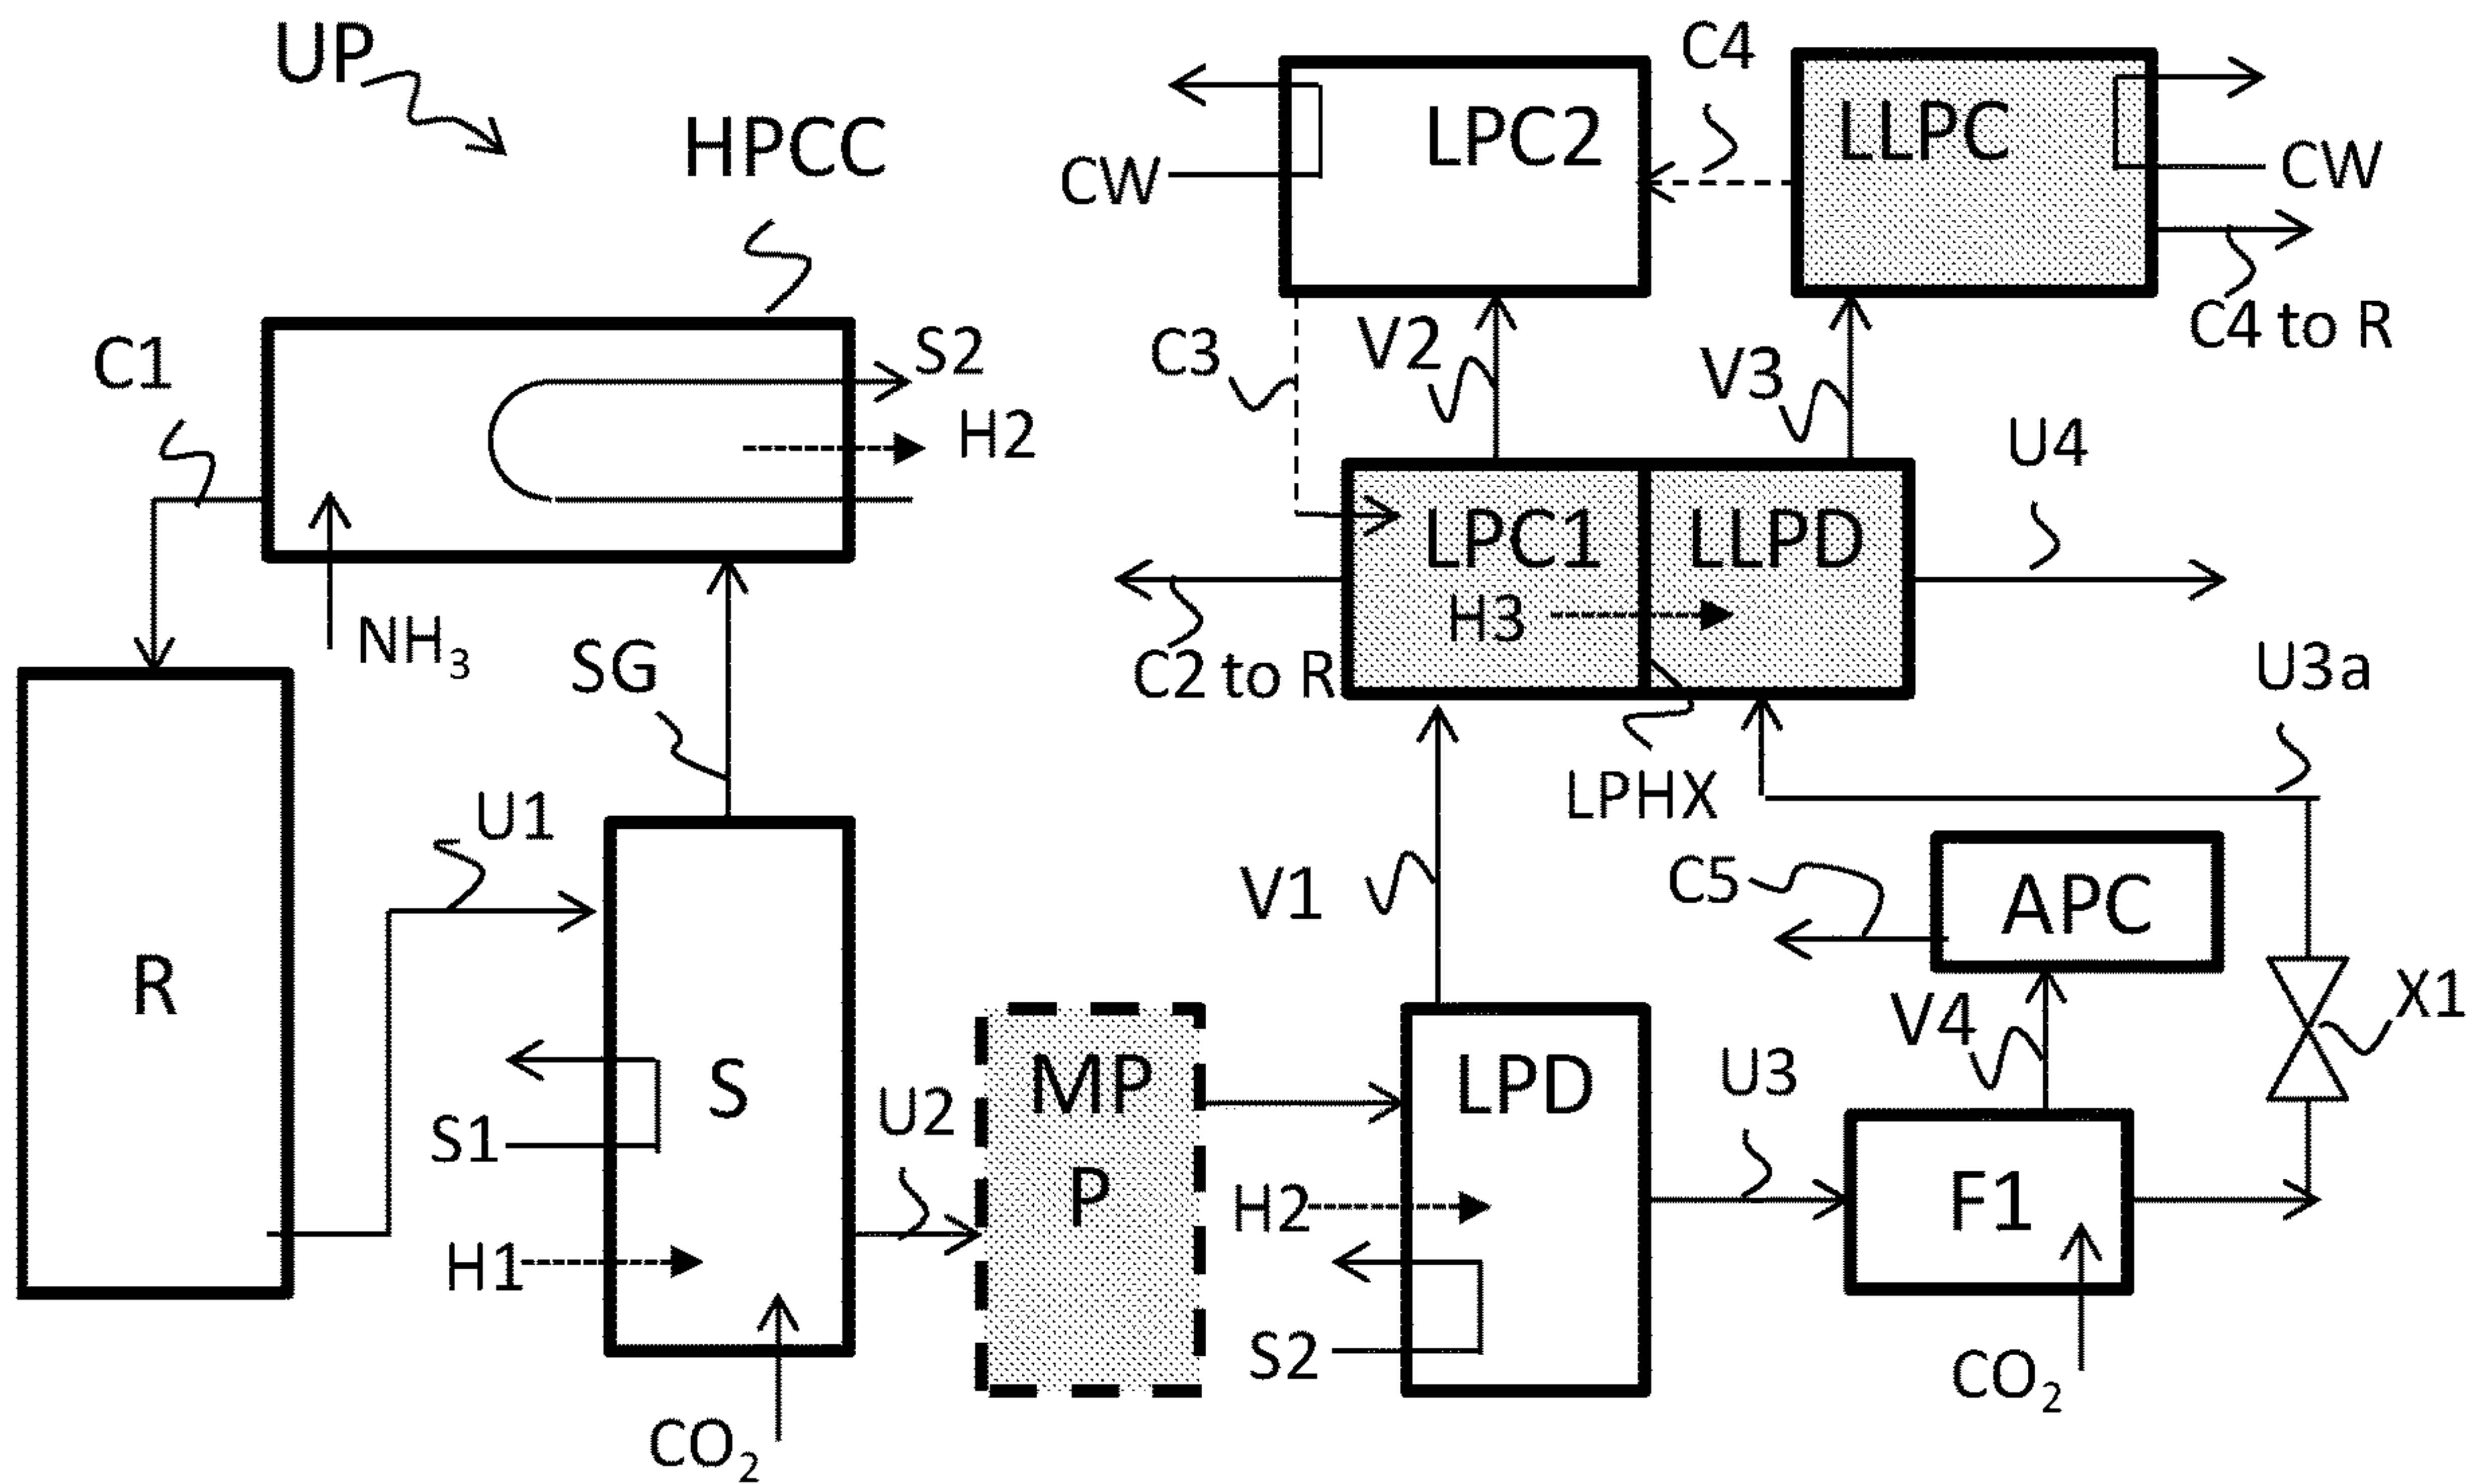 UP
HPCC
C1
S2
H2
NH3
SG
R
U1
S
S1
H1
CO2
U2
MP
P
LPC2
C4
LLPC
CW
CW
C4 to R
C3
V2
V3
U4
LPC1
LLPD
H3
C2 to R
LPHX
U3a
V1
C5
APC
X1
V4
LPD
U3
F1
H2
S2
CO2